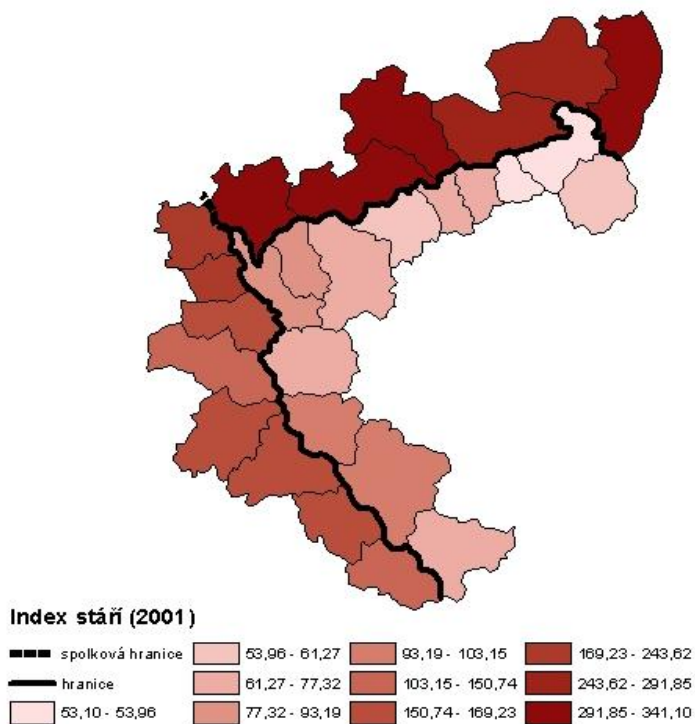 Index stáří (2001)
spolková hranice 53,96 - 61,27 93,19 - 103,15 169,23 - 243,62
hranice 61,27 - 77,32 103,15 - 150,74 243,62 - 291,85
53,10 - 53,96 77,32 - 93,19 150,74 - 169,23 291,85 - 341,10